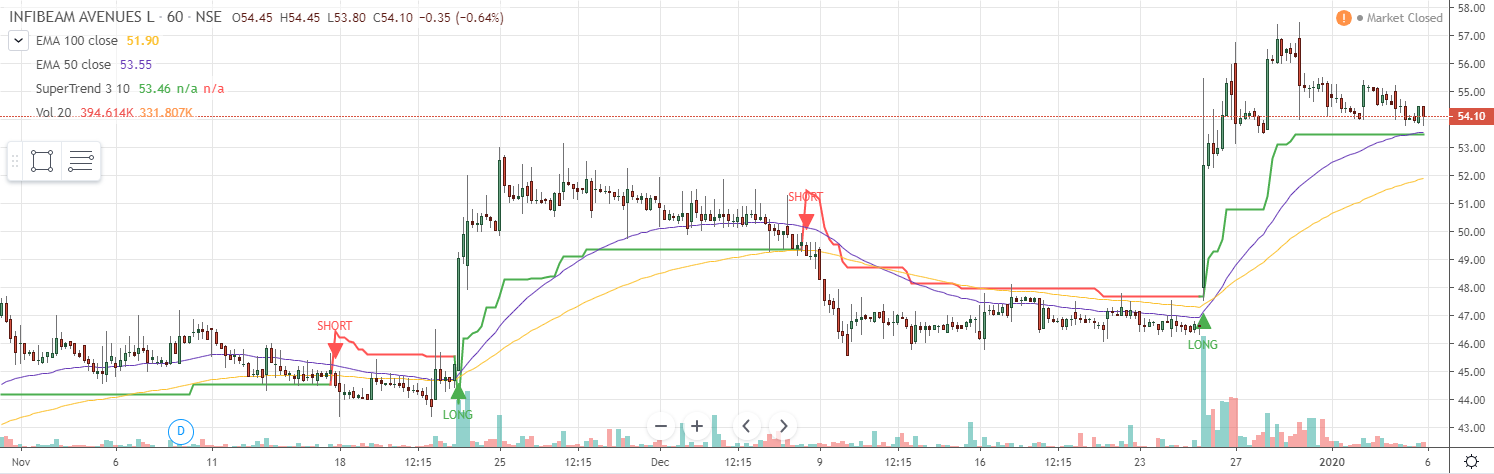 INFIBEAM AVENUES L · 60 · NSE O54.45 H54.45 L53.80 C54.10 −0.35 (−0.64%)
! Market Closed
EMA 100 close 51.90
EMA 50 close 53.55
SuperTrend 3 10 53.46 n/a n/a
Vol 20 394.614K 331.807K
58.00
57.00
56.00
55.00
54.10
53.00
52.00
51.00
50.00
49.00
48.00
47.00
46.00
45.00
44.00
43.00
SHORT
SHORT
LONG
LONG
D
Nov 6 11 18 12:15 25 12:15 Dec 12:15 9 12:15 16 12:15 23 27 2020 6